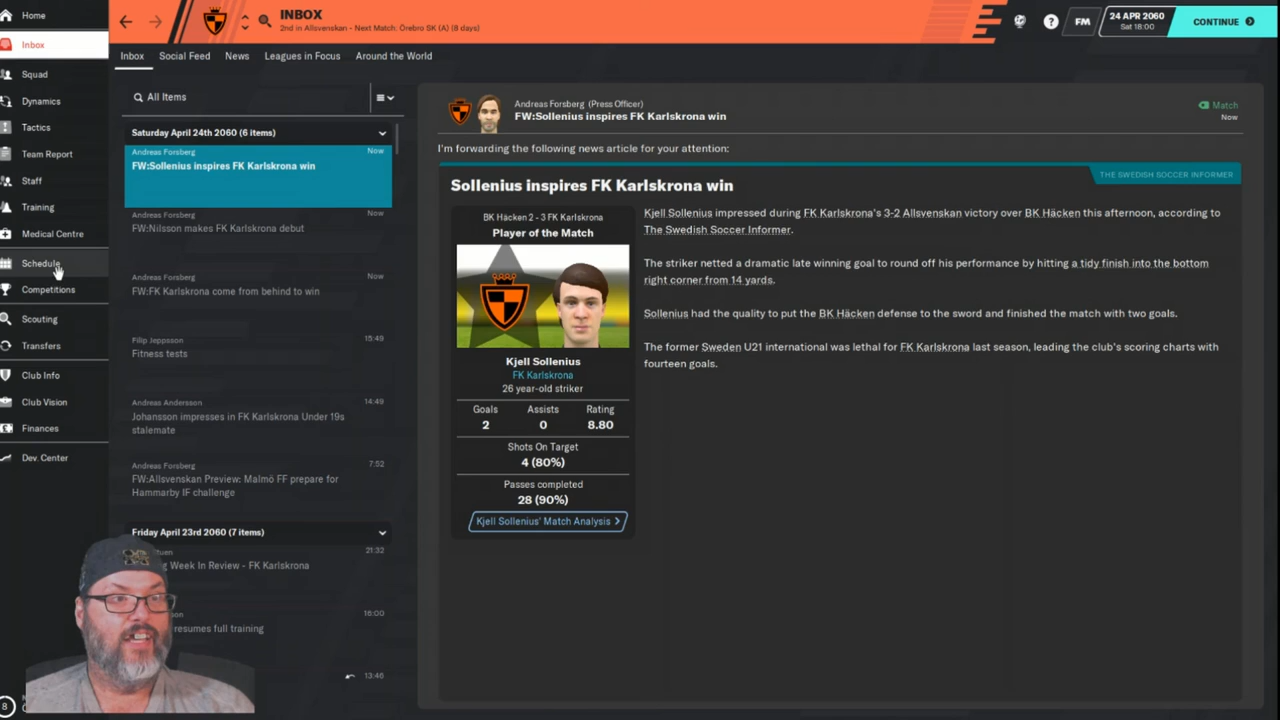 Home
Inbox
Squad
Dynamics
Tactics
Team Report
Staff
Training
Medical Centre
Schedule
Competitions
Scouting
Transfers
Club Info
Club Vision
Finances
Dev. Center
8
INBOX
2nd in Allsvenskan - Next Match: Örebro SK (A) (8 days)
?
FM
24 APR 2060
Sat 18:00
CONTINUE
Inbox
Social Feed
News
Leagues in Focus
Around the World
All Items
Saturday April 24th 2060 (6 items)
Andreas Forsberg
Now
FW:Sollenius inspires FK Karlskrona win
Andreas Forsberg
Now
FW:Nilsson makes FK Karlskrona debut
Andreas Forsberg
Now
FW:FK Karlskrona come from behind to win
Filip Jeppsson
15:49
Fitness tests
Andreas Andersson
14:49
Johansson impresses in FK Karlskrona Under 19s
stalemate
Andreas Forsberg
7:52
FW:Allsvenskan Preview: Malmö FF prepare for
Hammarby IF challenge
Friday April 23rd 2060 (7 items)
21:32
Week In Review - FK Karlskrona
16:00
resumes full training
13:46
Andreas Forsberg (Press Officer)
FW:Sollenius inspires FK Karlskrona win
Match
Now
I'm forwarding the following news article for your attention:
THE SWEDISH SOCCER INFORMER
Sollenius inspires FK Karlskrona win
BK Häcken 2 - 3 FK Karlskrona
Player of the Match
Kjell Sollenius
FK Karlskrona
26 year-old striker
Goals
Assists
Rating
2
0
8.80
Shots On Target
4 (80%)
Passes completed
28 (90%)
Kjell Sollenius' Match Analysis
Kjell Sollenius impressed during FK Karlskrona's 3-2 Allsvenskan victory over BK Häcken this afternoon, according to
The Swedish Soccer Informer.
The striker netted a dramatic late winning goal to round off his performance by hitting a tidy finish into the bottom
right corner from 14 yards.
Sollenius had the quality to put the BK Häcken defense to the sword and finished the match with two goals.
The former Sweden U21 international was lethal for FK Karlskrona last season, leading the club's scoring charts with
fourteen goals.